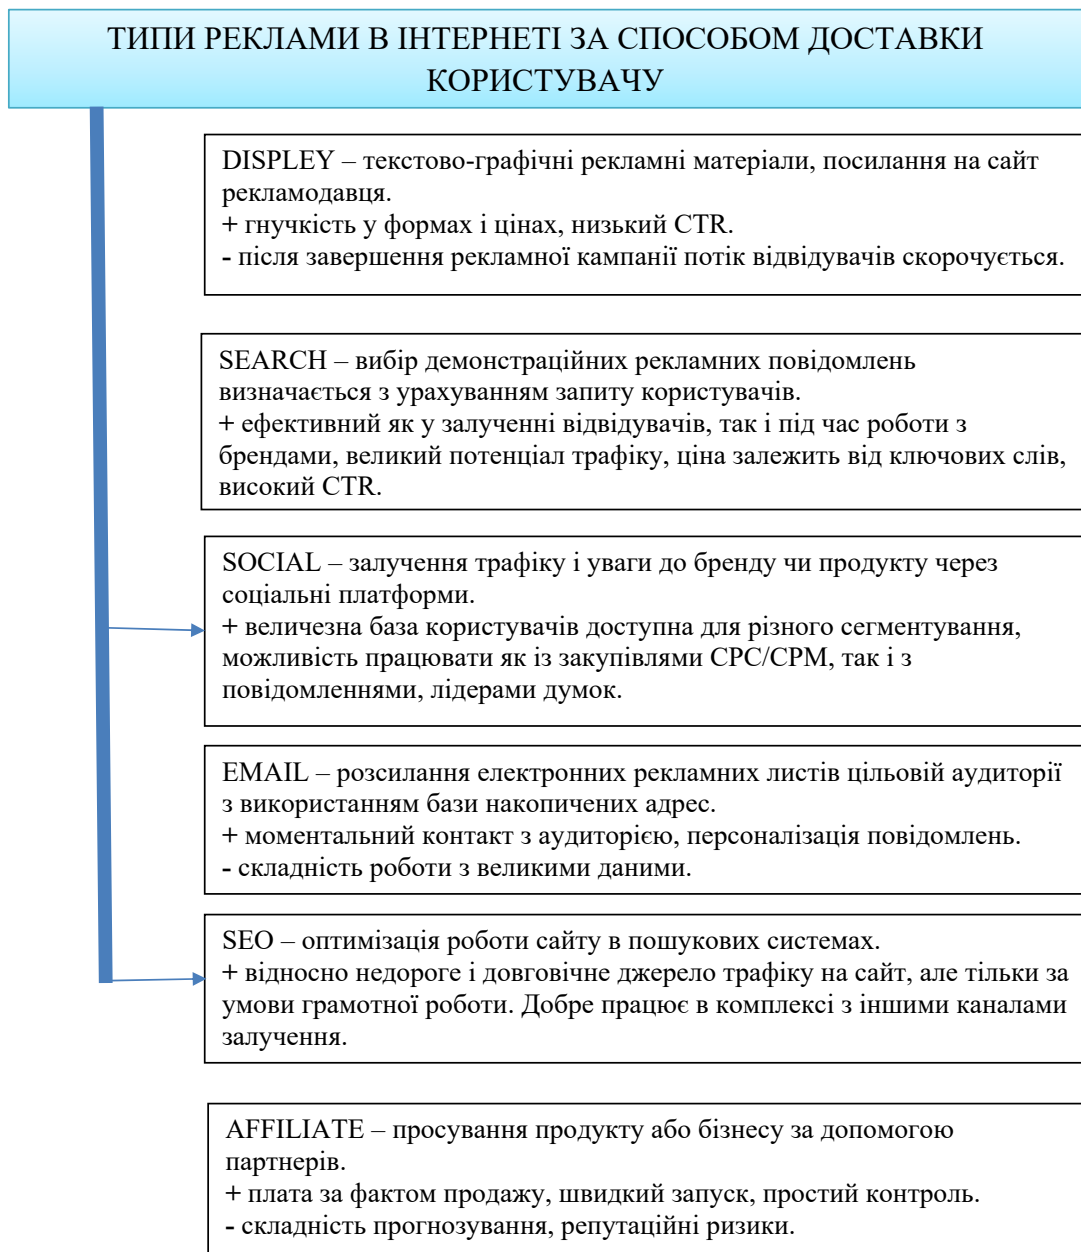 ТИПИ РЕКЛАМИ В ІНТЕРНЕТІ ЗА СПОСОБОМ ДОСТАВКИ
КОРИСТУВАЧУ
DISPLEY – текстово-графічні рекламні матеріали, посилання на сайт
рекламодавця.
+ гнучкість у формах і цінах, низький CTR.
- після завершення рекламної кампанії потік відвідувачів скорочується.
SEARCH – вибір демонстраційних рекламних повідомлень
визначається з урахуванням запиту користувачів.
+ ефективний як у залученні відвідувачів, так і під час роботи з
брендами, великий потенціал трафіку, ціна залежить від ключових слів,
високий CTR.
SOCIAL – залучення трафіку і уваги до бренду чи продукту через
соціальні платформи.
+ величезна база користувачів доступна для різного сегментування,
можливість працювати як із закупівлями CPC/CPM, так і з
повідомленнями, лідерами думок.
EMAIL – розсилання електронних рекламних листів цільовій аудиторії
з використанням бази накопичених адрес.
+ моментальний контакт з аудиторією, персоналізація повідомлень.
- складність роботи з великими даними.
SEO – оптимізація роботи сайту в пошукових системах.
+ відносно недороге і довговічне джерело трафіку на сайт, але тільки за
умови грамотної роботи. Добре працює в комплексі з іншими каналами
залучення.
AFFILIATE – просування продукту або бізнесу за допомогою
партнерів.
+ плата за фактом продажу, швидкий запуск, простий контроль.
- складність прогнозування, репутаційні ризики.